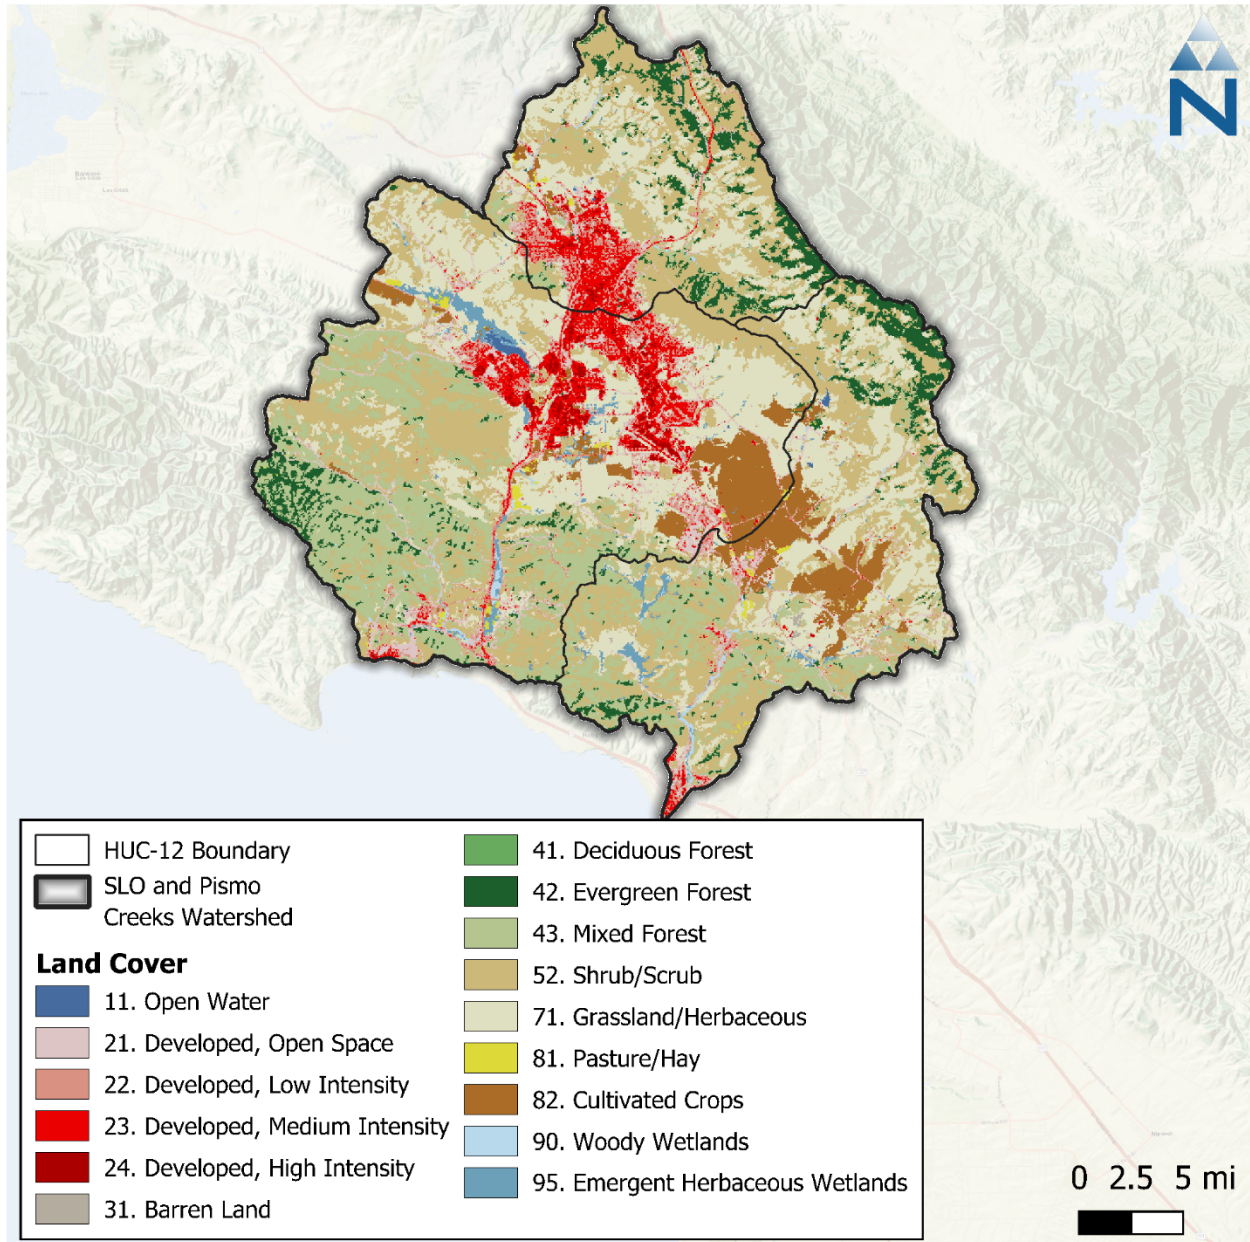 N
HUC-12 Boundary
SLO and Pismo
Creeks Watershed
Land Cover
11. Open Water
21. Developed, Open Space
22. Developed, Low Intensity
23. Developed, Medium Intensity
24. Developed, High Intensity
31. Barren Land
41. Deciduous Forest
42. Evergreen Forest
43. Mixed Forest
52. Shrub/Scrub
71. Grassland/Herbaceous
81. Pasture/Hay
82. Cultivated Crops
90. Woody Wetlands
95. Emergent Herbaceous Wetlands
0 2.5 5 mi